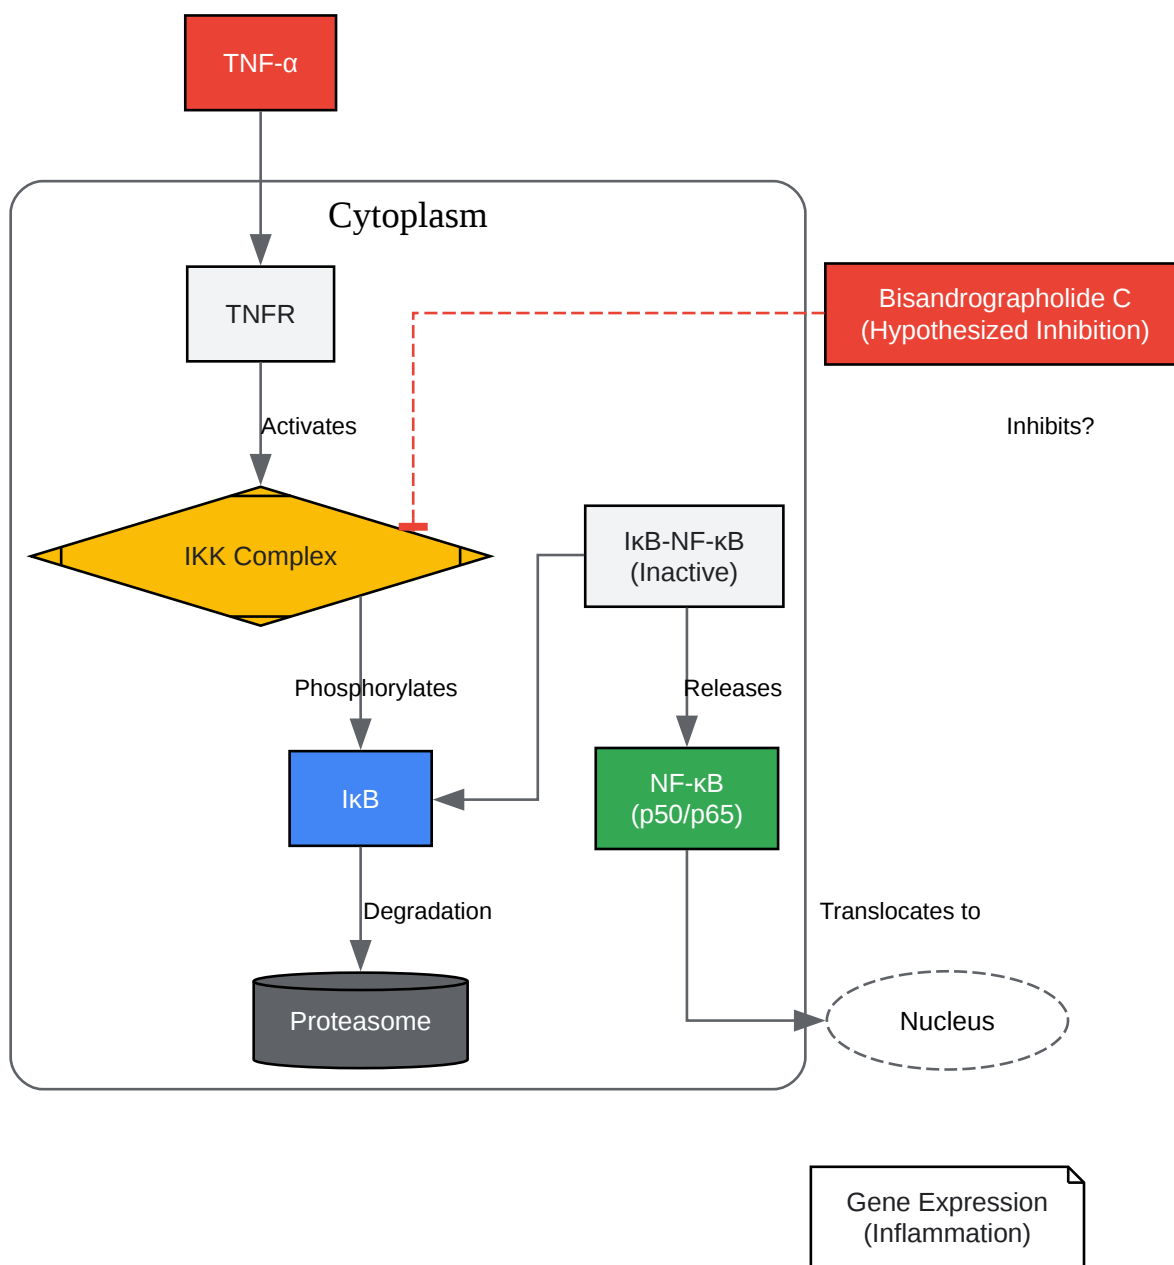 TNF-α
Cytoplasm
TNFR
Bisandrographolide C
(Hypothesized Inhibition)
Activates
Inhibits?
IKK Complex
IκB-NF-κB
(Inactive)
Phosphorylates
Releases
IκB
NF-κB
(p50/p65)
Degradation
Translocates to
Proteasome
Nucleus
Gene Expression
(Inflammation)